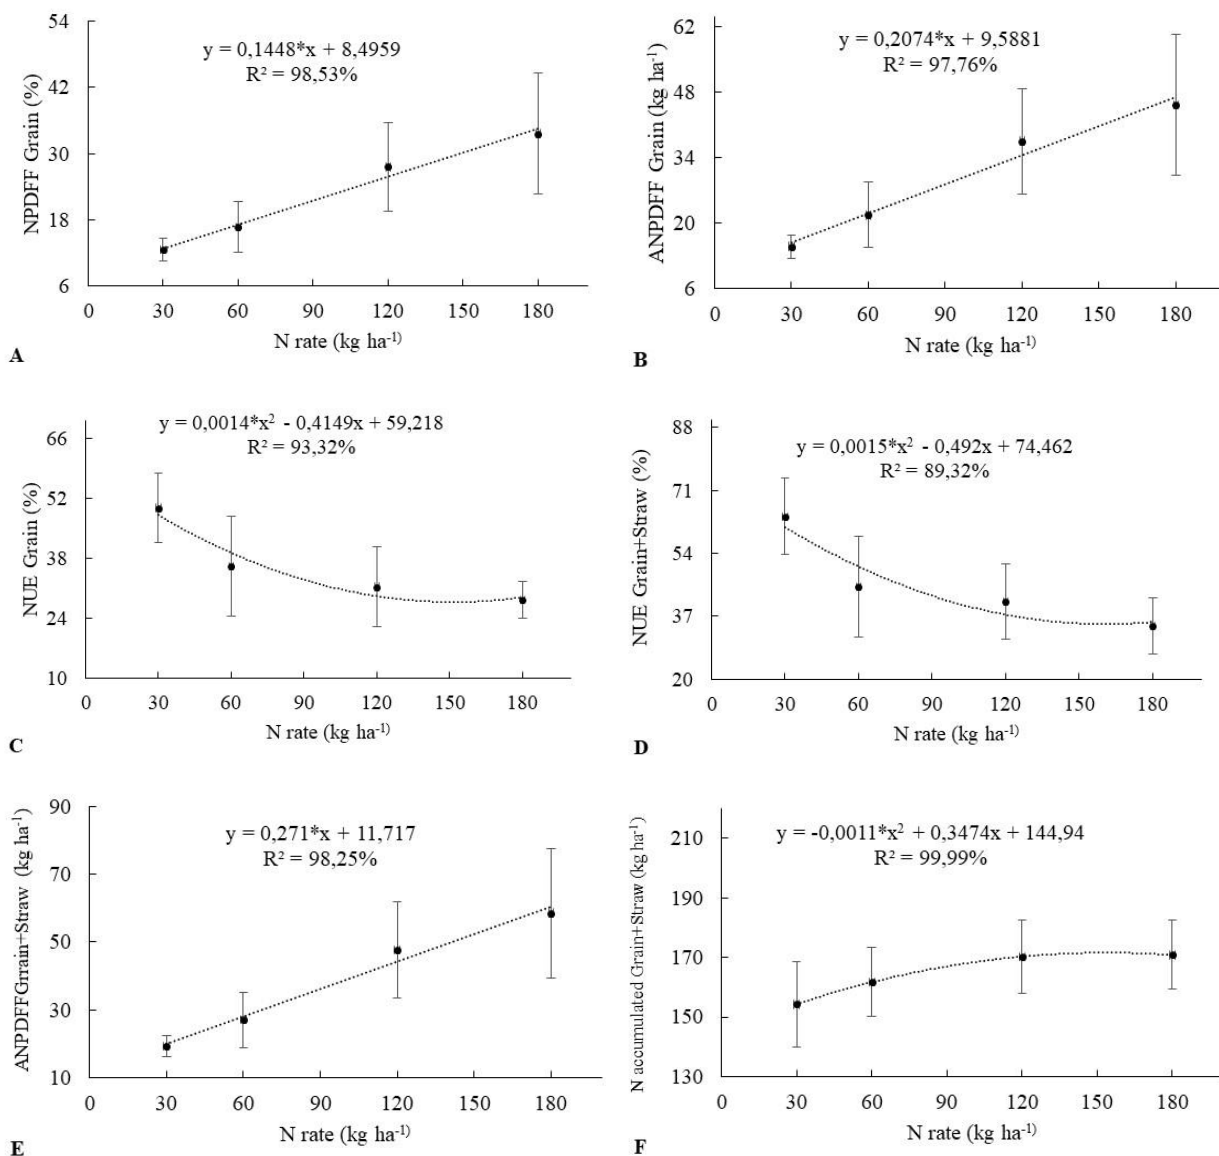 NPDFF Grain (%)
54
42
30
18
6
y = 0,1448*x + 8,4959
R² = 98,53%
0 30 60 90 120 150 180
N rate (kg ha⁻¹)
A
ANPDFF Grain (kg ha⁻¹)
62
48
34
20
6
y = 0,2074*x + 9,5881
R² = 97,76%
0 30 60 90 120 150 180
N rate (kg ha⁻¹)
B
NUE Grain (%)
66
52
38
24
10
y = 0,0014*x² - 0,4149x + 59,218
R² = 93,32%
0 30 60 90 120 150 180
N rate (kg ha⁻¹)
C
NUE Grain+Straw (%)
88
71
54
37
20
y = 0,0015*x² - 0,492x + 74,462
R² = 89,32%
0 30 60 90 120 150 180
N rate (kg ha⁻¹)
D
ANPDFFGrrain+Straw (kg ha⁻¹)
90
70
50
30
10
y = 0,271*x + 11,717
R² = 98,25%
0 30 60 90 120 150 180
N rate (kg ha⁻¹)
E
N accumulated Grain+Straw (kg ha⁻¹)
210
190
170
150
130
y = -0,0011*x² + 0,3474x + 144,94
R² = 99,99%
0 30 60 90 120 150 180
N rate (kg ha⁻¹)
F